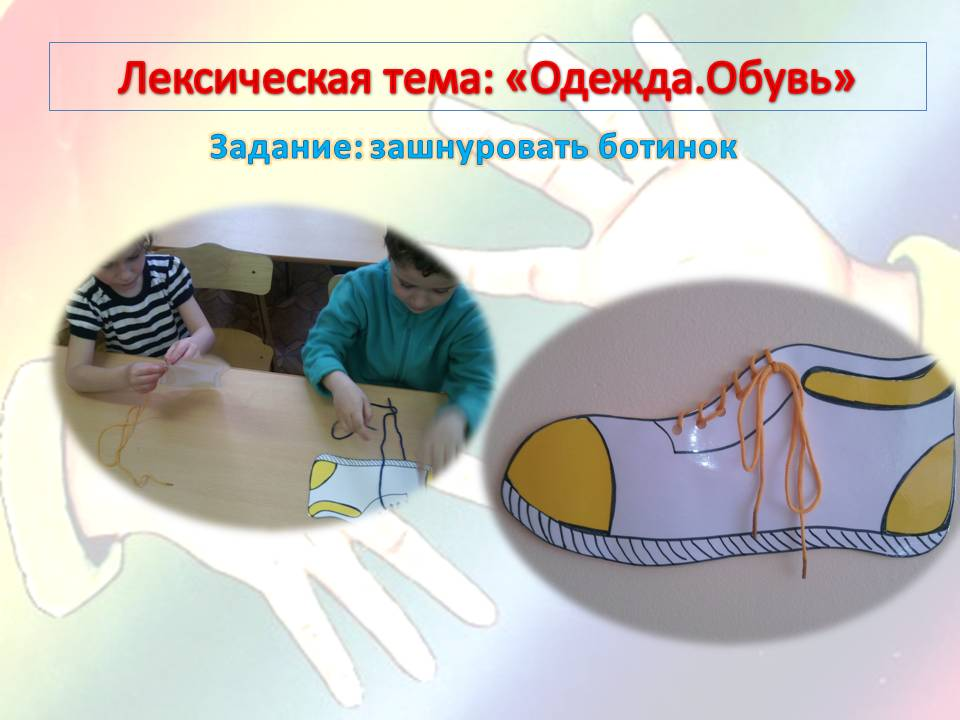 Лексическая тема: «Одежда.Обувь»
Задание: зашнуровать ботинок